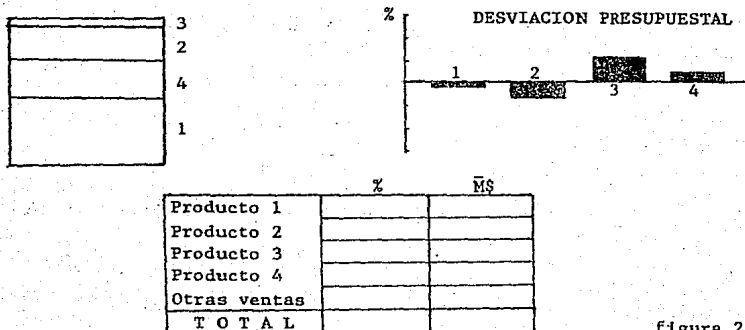 3
2
4
1
% DESVIACION PRESUPUESTAL
1 2
3 4
% M̅$
Producto 1
Producto 2
Producto 3
Producto 4
Otras ventas
T O T A L
figura 7